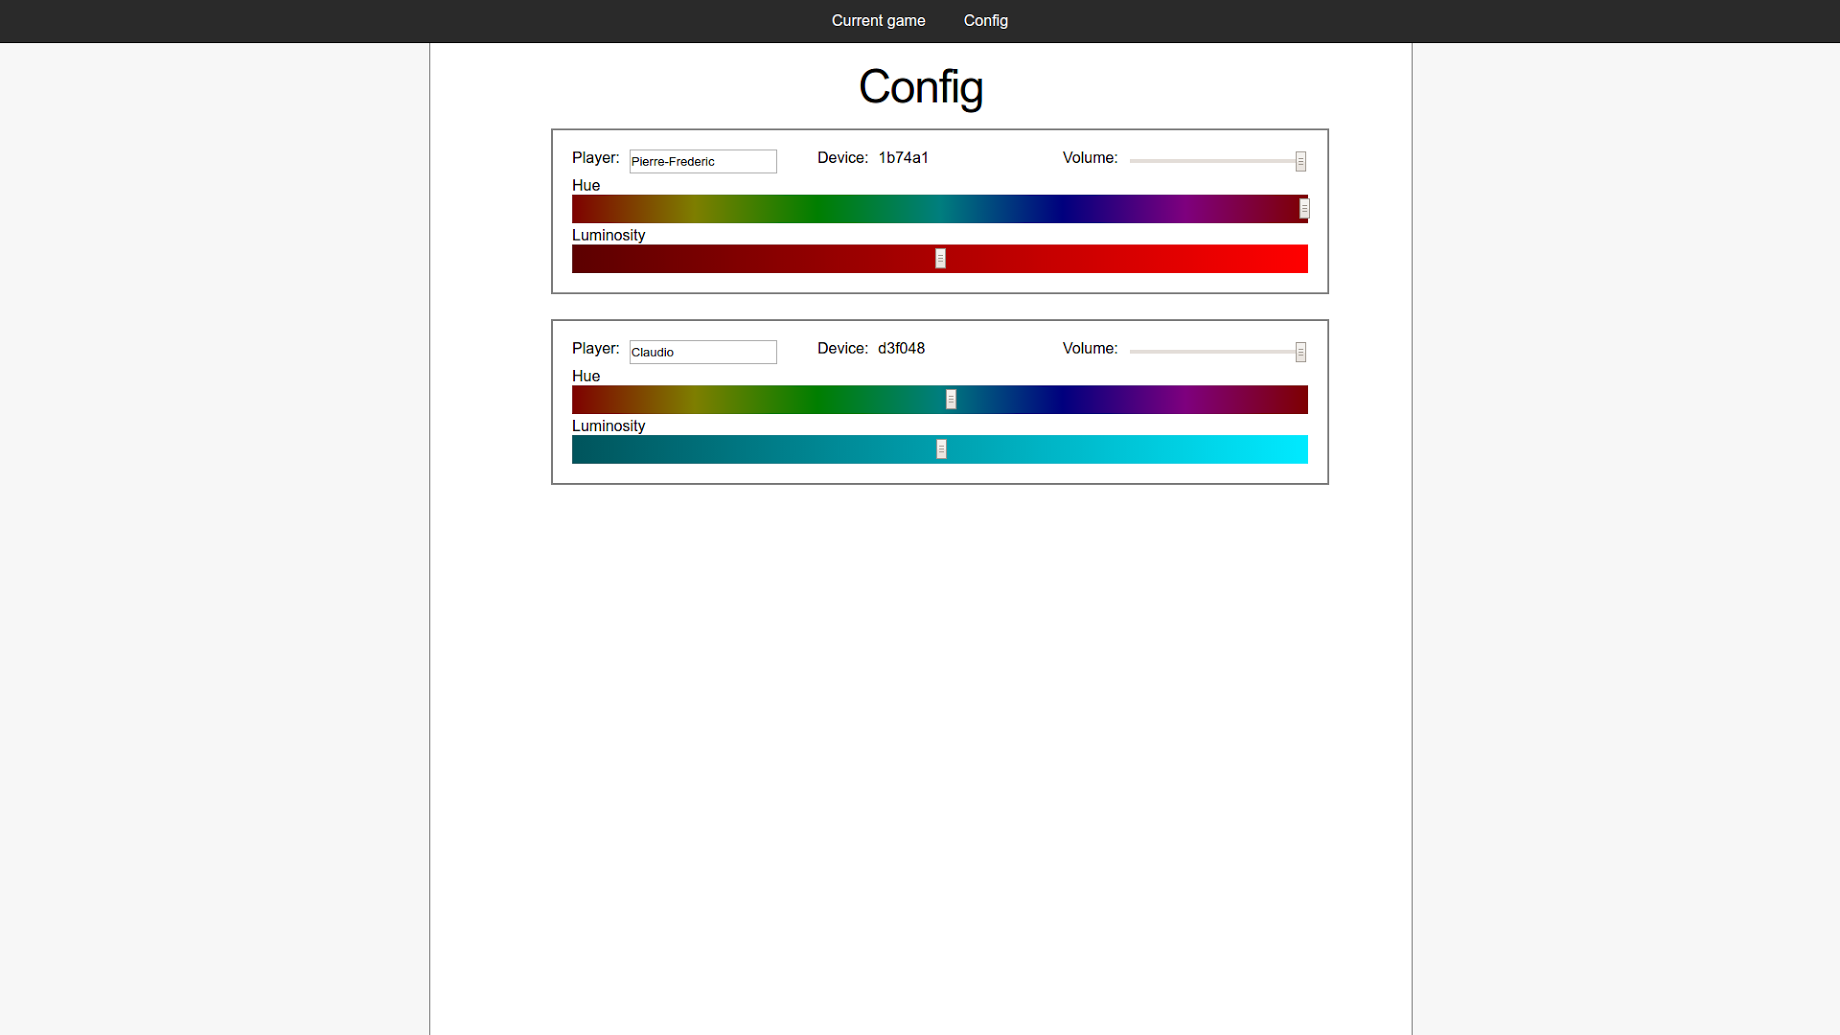 Current game Config
Config
Player: Pierre-Frederic Device: 1b74a1 Volume:
Hue
Luminosity
Player: Claudio Device: d3f048 Volume:
Hue
Luminosity